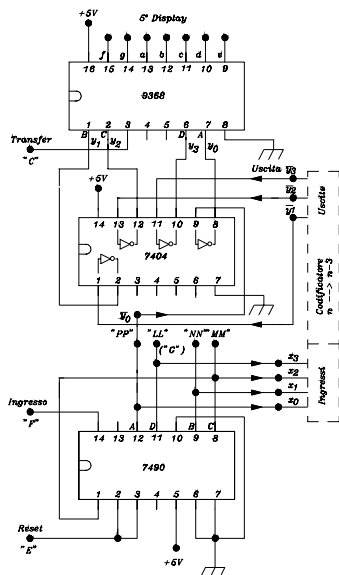 +5V
5° Display
f g a b c d e
16 15 14 13 12 11 10 9
9368
1 2 3 4 5 6 7 8
B C D A
y1 y2 y3 y0
Transfer
"C"
+5V
Uscita
y3
y2
y1
14 13 12 11 10 9 8
7404
1 2 3 4 5 6 7
Uscite
Codificatore
n ---> n-3
Ingressi
y0
"PP" "LL" "NN" "MM"
("G")
x3
x2
x1
x0
Ingresso
"F"
A D B C
14 13 12 11 10 9 8
7490
1 2 3 4 5 6 7
Reset
"E"
+5V